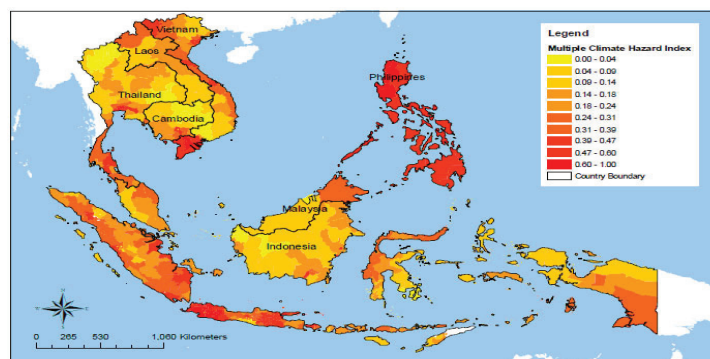 Vietnam
Laos
Thailand
Cambodia
Philippines
Malaysia
Indonesia
Legend
Multiple Climate Hazard Index
0.00 - 0.04
0.04 - 0.09
0.09 - 0.14
0.14 - 0.18
0.18 - 0.24
0.24 - 0.31
0.31 - 0.39
0.39 - 0.47
0.47 - 0.60
0.60 - 1.00
Country Boundary
0 265 530 1,060 Kilometers